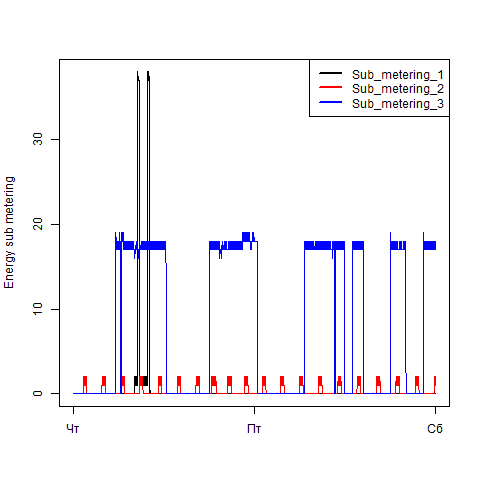 Sub_metering_1
Sub_metering_2
Sub_metering_3
Energy sub metering
30
20
10
0
Чт
Пт
Сб